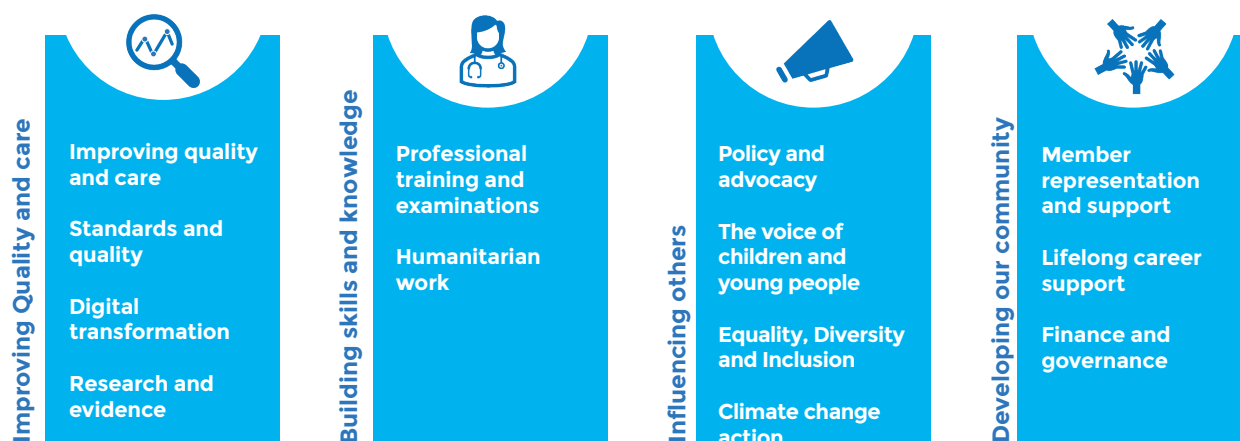 Improving Quality and care
Improving quality
and care
Standards and
quality
Digital
transformation
Research and
evidence
Building skills and knowledge
Professional
training and
examinations
Humanitarian
work
Influencing others
Policy and
advocacy
The voice of
children and
young people
Equality, Diversity
and Inclusion
Climate change
action
Developing our community
Member
representation
and support
Lifelong career
support
Finance and
governance